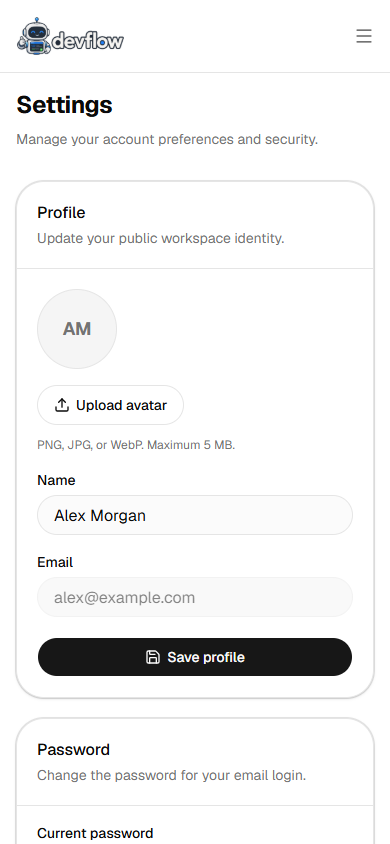 devflow
Settings
Manage your account preferences and security.
Profile
Update your public workspace identity.
AM
Upload avatar
PNG, JPG, or WebP. Maximum 5 MB.
Name
Alex Morgan
Email
alex@example.com
Save profile
Password
Change the password for your email login.
Current password